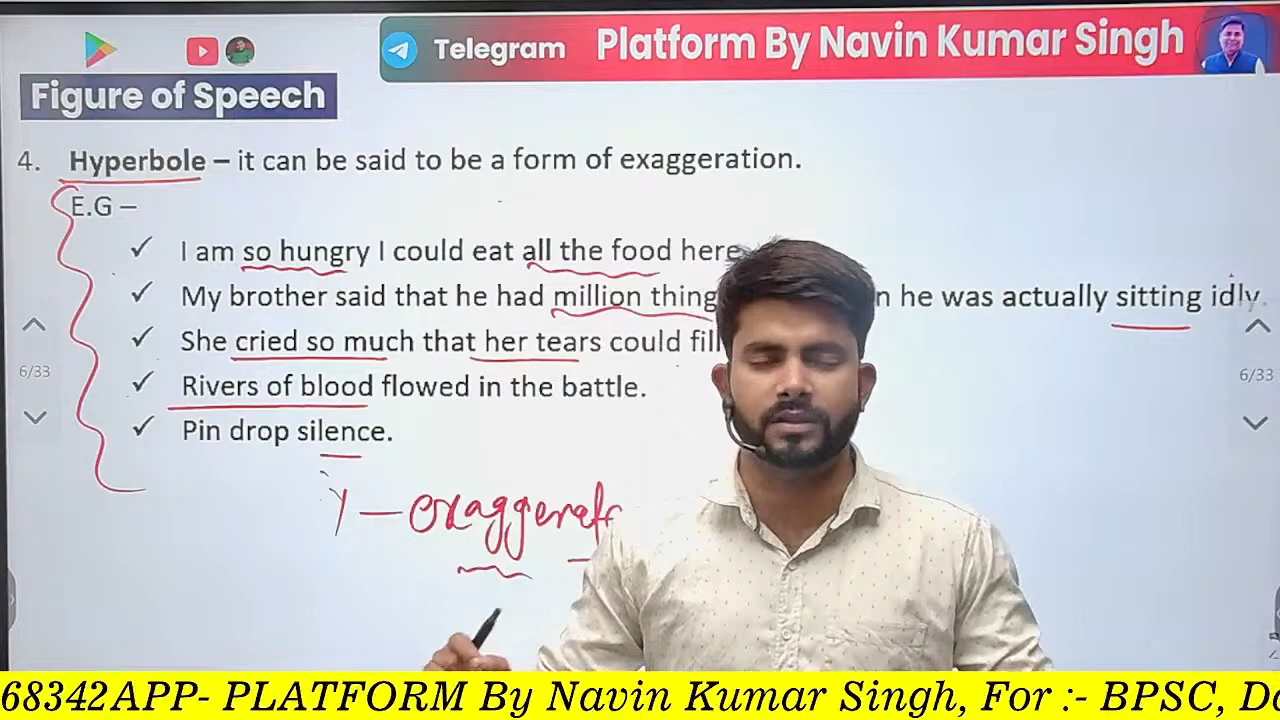 Telegram Platform By Navin Kumar Singh
Figure of Speech
4. Hyperbole – it can be said to be a form of exaggeration.
E.G –
✓ I am so hungry I could eat all the food here
✓ My brother said that he had million thing he was actually sitting idly.
✓ She cried so much that her tears could fill
6/33
6/33
✓ Rivers of blood flowed in the battle.
✓ Pin drop silence.
68342APP- PLATFORM By Navin Kumar Singh, For :- BPSC,